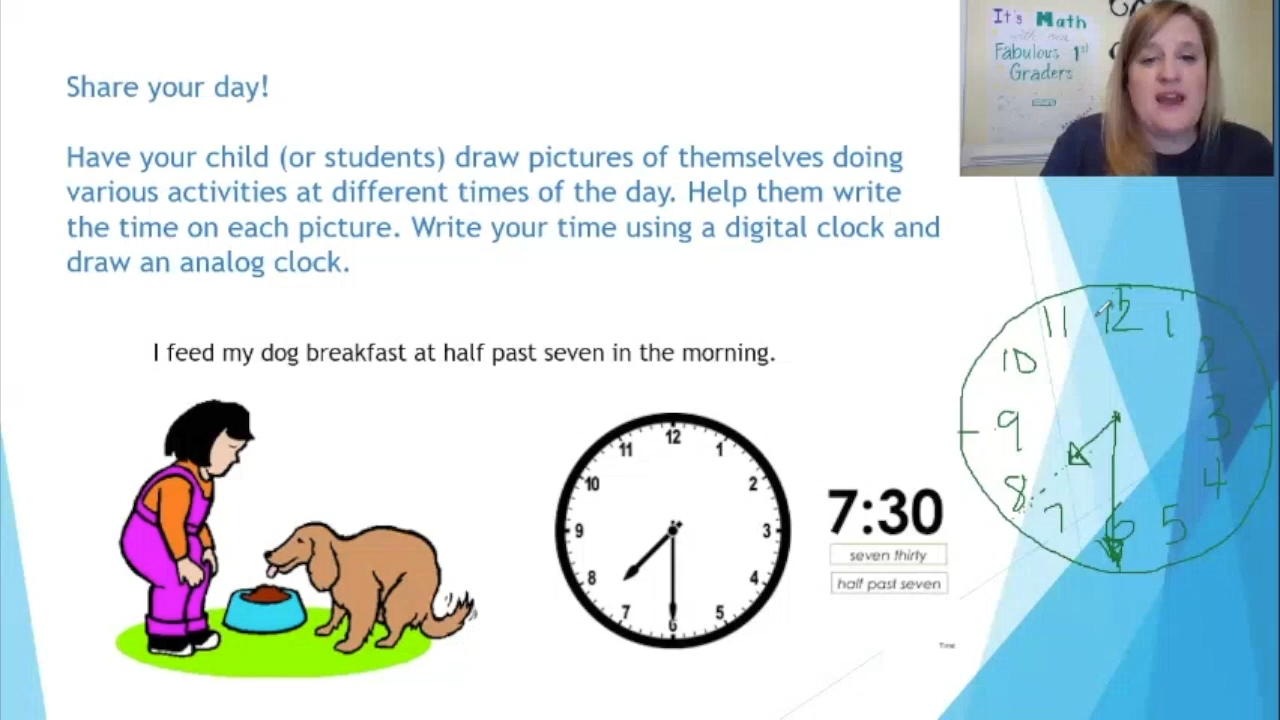 It's Math
with our
Fabulous 1st
Graders
Share your day!
Have your child (or students) draw pictures of themselves doing
various activities at different times of the day. Help them write
the time on each picture. Write your time using a digital clock and
draw an analog clock.
I feed my dog breakfast at half past seven in the morning.
12
11 1
10 2
9 3
8 4
7 5
6
7:30
seven thirty
half past seven
12
11 1
10 2
9 3
8 4
7 5
6
Time